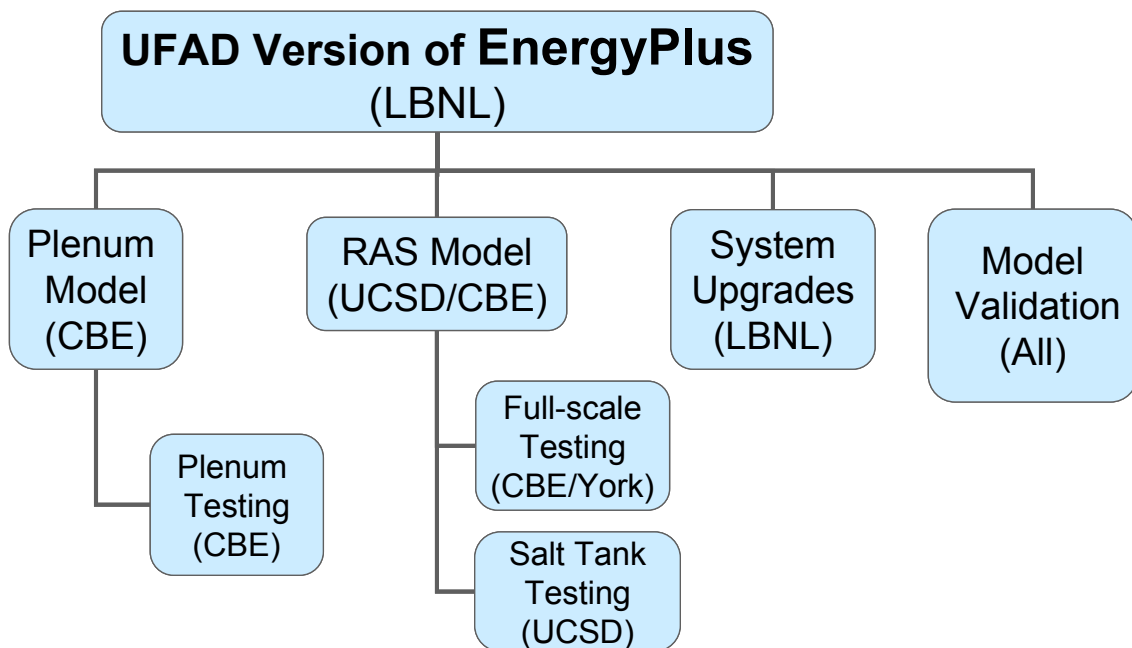 UFAD Version of EnergyPlus
(LBNL)
Plenum
Model
(CBE)
RAS Model
(UCSD/CBE)
System
Upgrades
(LBNL)
Model
Validation
(All)
Plenum
Testing
(CBE)
Full-scale
Testing
(CBE/York)
Salt Tank
Testing
(UCSD)